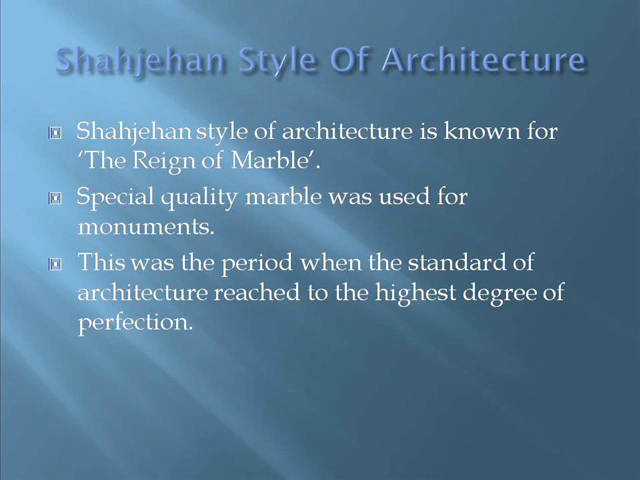 Shahjehan Style Of Architecture
Shahjehan style of architecture is known for
‘The Reign of Marble’.
Special quality marble was used for
monuments.
This was the period when the standard of
architecture reached to the highest degree of
perfection.